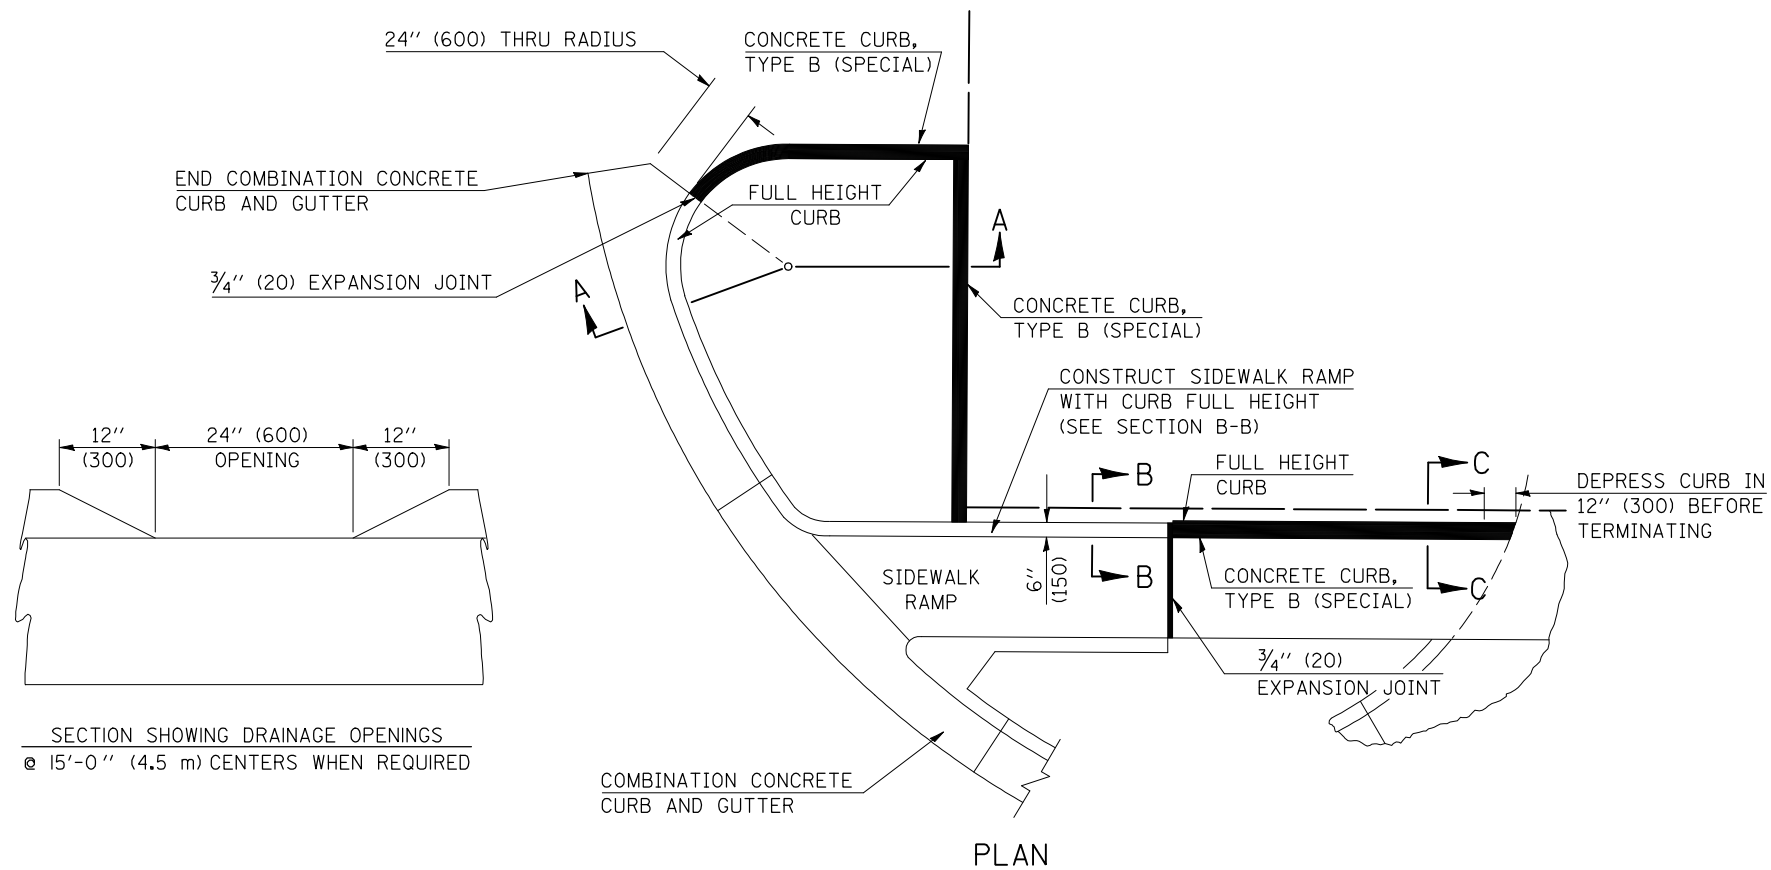 24″ (600) THRU RADIUS
CONCRETE CURB,
TYPE B (SPECIAL)
END COMBINATION CONCRETE
CURB AND GUTTER
FULL HEIGHT
CURB
A
¾″ (20) EXPANSION JOINT
A
CONCRETE CURB,
TYPE B (SPECIAL)
CONSTRUCT SIDEWALK RAMP
WITH CURB FULL HEIGHT
(SEE SECTION B-B)
12″
(300)
24″ (600)
OPENING
12″
(300)
B
FULL HEIGHT
CURB
C
DEPRESS CURB IN
12″ (300) BEFORE
TERMINATING
SIDEWALK
RAMP
6″
(150)
B
CONCRETE CURB,
TYPE B (SPECIAL)
C
¾″ (20)
EXPANSION JOINT
SECTION SHOWING DRAINAGE OPENINGS
@ 15'-0″ (4.5 m) CENTERS WHEN REQUIRED
COMBINATION CONCRETE
CURB AND GUTTER
PLAN